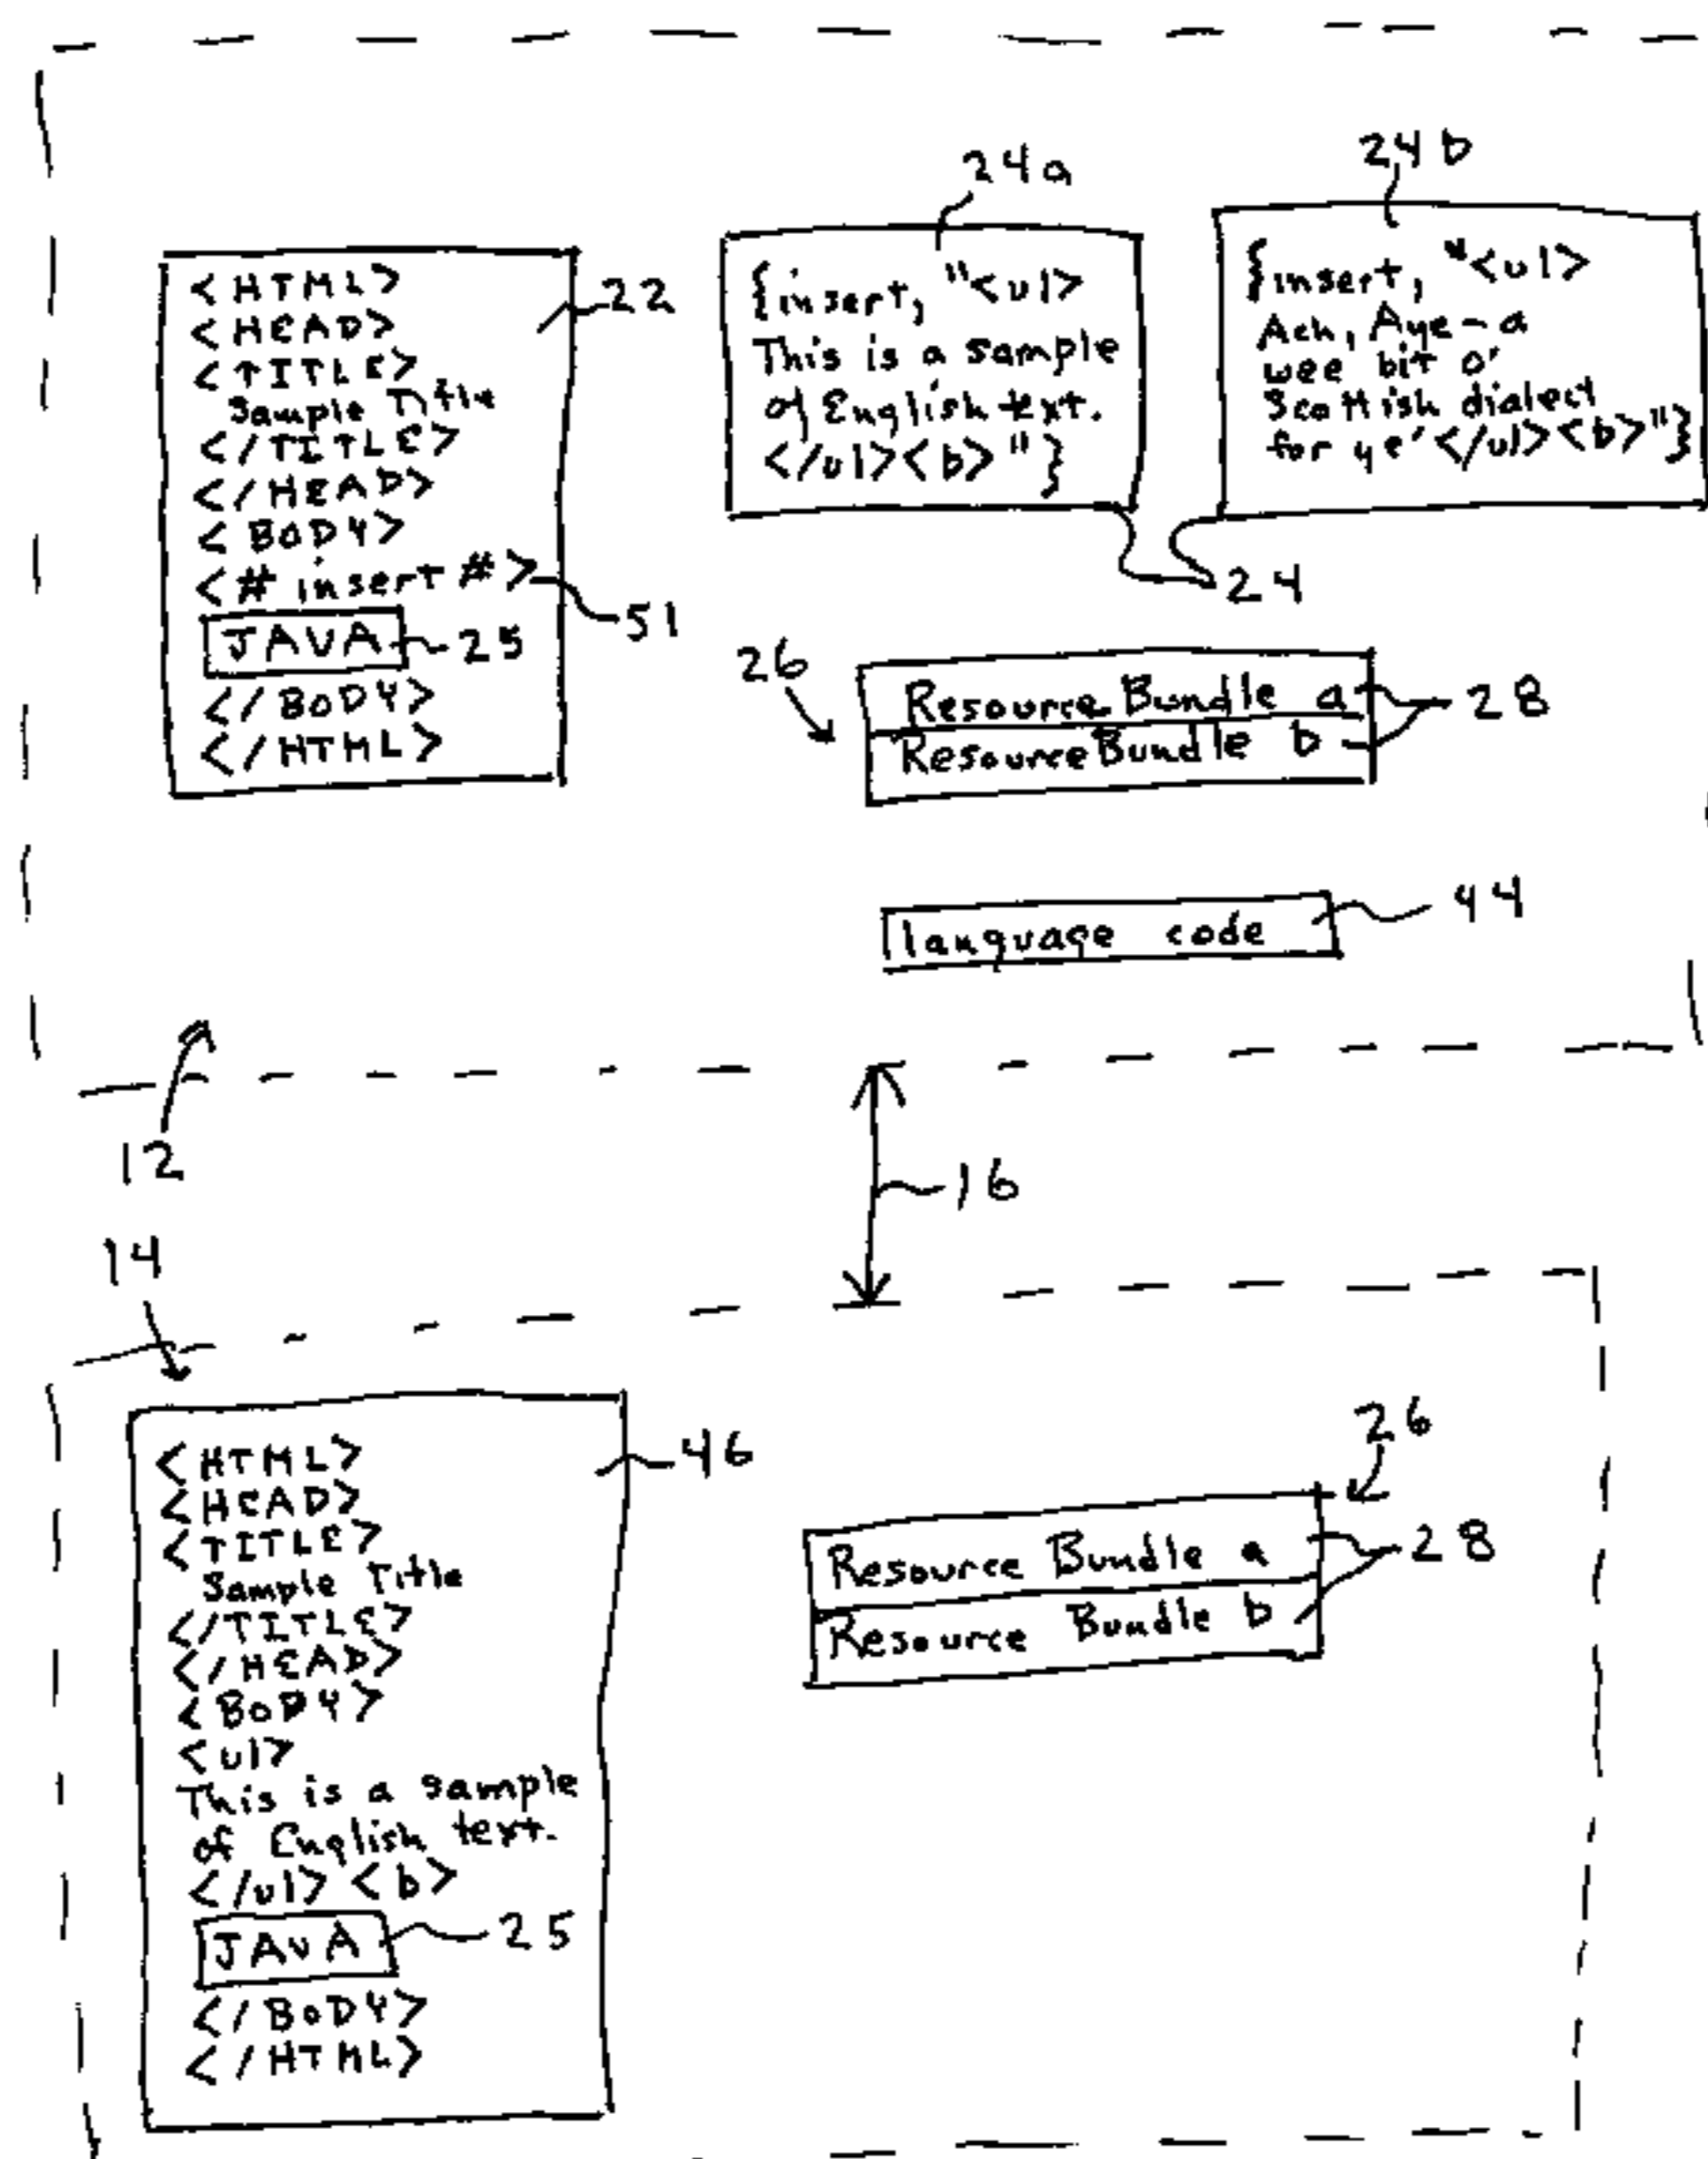 24a
24b
<HTML>
<HEAD>
<TITLE>
Sample Title
</TITLE>
</HEAD>
<BODY>
<# insert #>
JAVA
</BODY>
</HTML>
22
51
25
{insert, "<ul>
This is a sample
of English text.
</ul><b>"}
{insert, "<ul>
Ach, Aye-a
wee bit o'
Scottish dialect
for ye'</ul><b>"}
24
26
Resource Bundle a
Resource Bundle b
28
language code
44
12
16
14
<HTML>
<HEAD>
<TITLE>
Sample Title
</TITLE>
</HEAD>
<BODY>
<ul>
This is a sample
of English text.
</ul><b>
JAVA
</BODY>
</HTML>
46
25
26
Resource Bundle a
Resource Bundle b
28